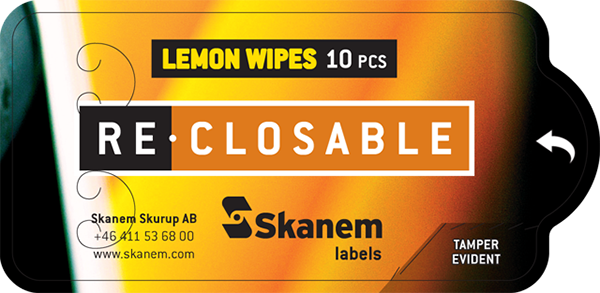 LEMON WIPES 10 PCS
RE·CLOSABLE
Skanem Skurup AB
+46 411 53 68 00
www.skanem.com
Skanem
labels
TAMPER
EVIDENT